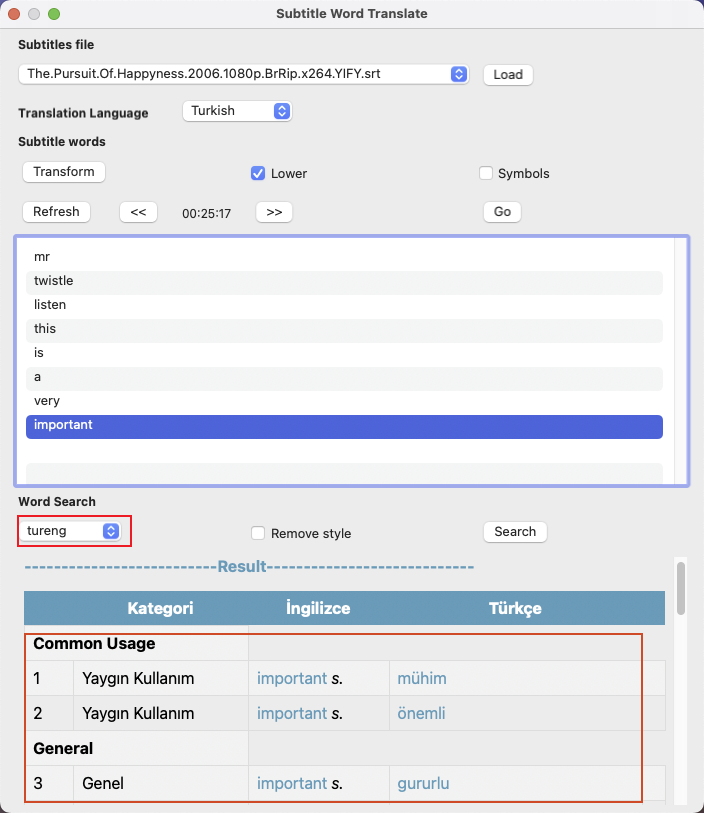 Subtitle Word Translate
Subtitles file
The.Pursuit.Of.Happyness.2006.1080p.BrRip.x264.YIFY.srt Load
Translation Language Turkish
Subtitle words
Transform Lower Symbols
Refresh << 00:25:17 >> Go
mr
twistle
listen
this
is
a
very
important
Word Search
tureng Remove style Search
--------------------------Result----------------------------
Kategori İngilizce Türkçe
Common Usage
1 Yaygın Kullanım important s. mühim
2 Yaygın Kullanım important s. önemli
General
3 Genel important s. gururlu